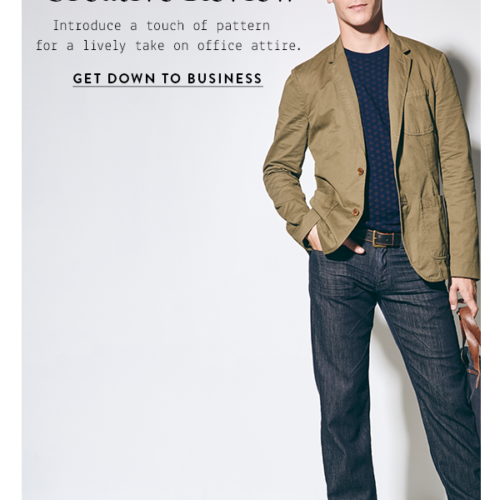 Introduce a touch of pattern
for a lively take on office attire.
GET DOWN TO BUSINESS